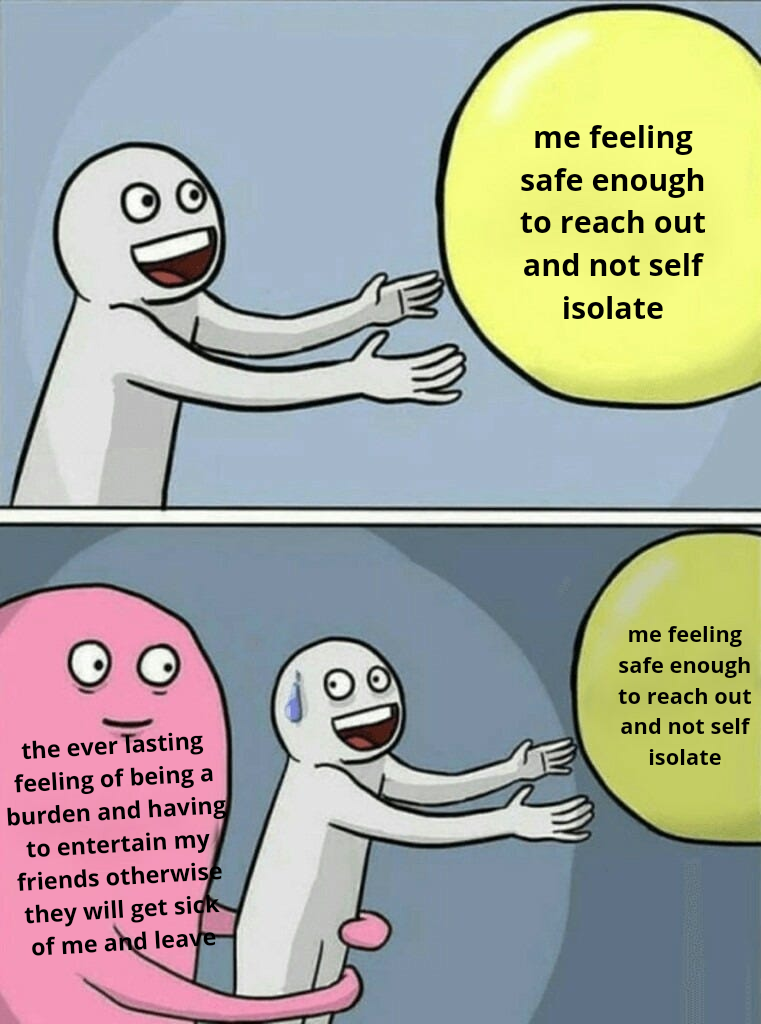 me feeling
safe enough
to reach out
and not self
isolate
me feeling
safe enough
to reach out
and not self
isolate
the ever lasting
feeling of being a
burden and having
to entertain my
friends otherwise
they will get sick
of me and leave